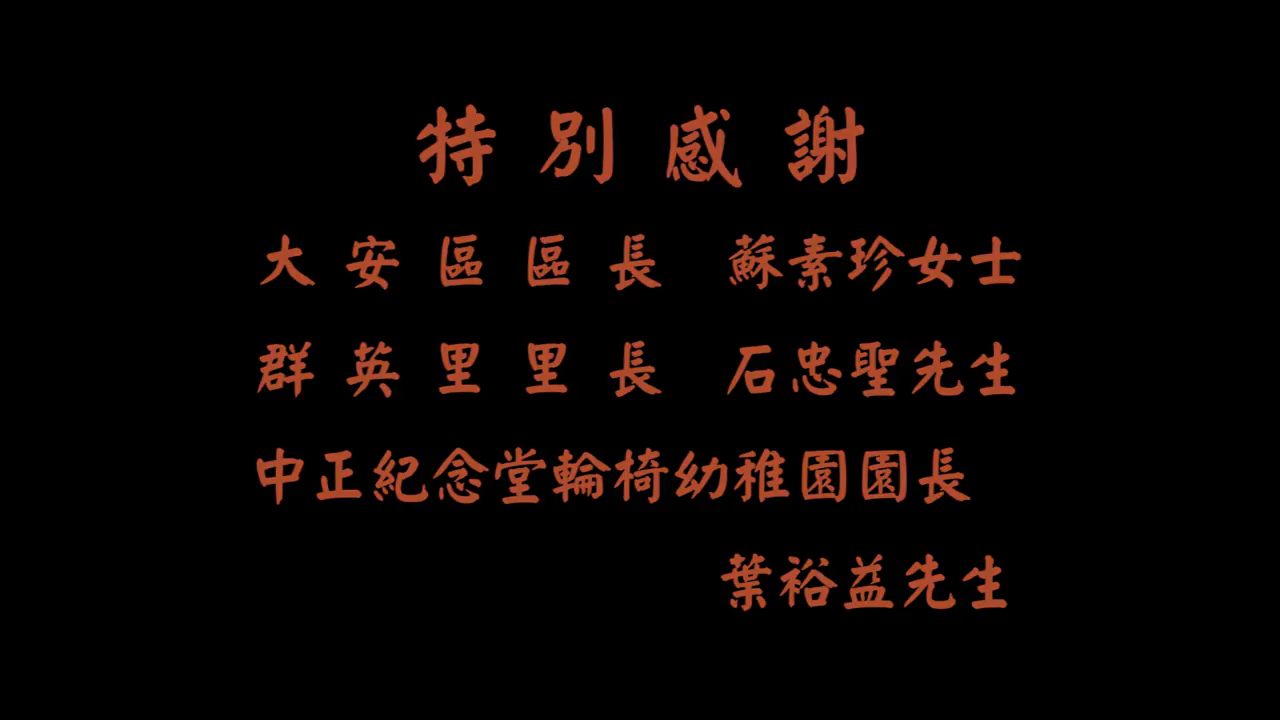 特別感謝
大安區區長 蘇素珍女士
群英里里長 石忠聖先生
中正紀念堂輪椅幼稚園園長
葉裕益先生